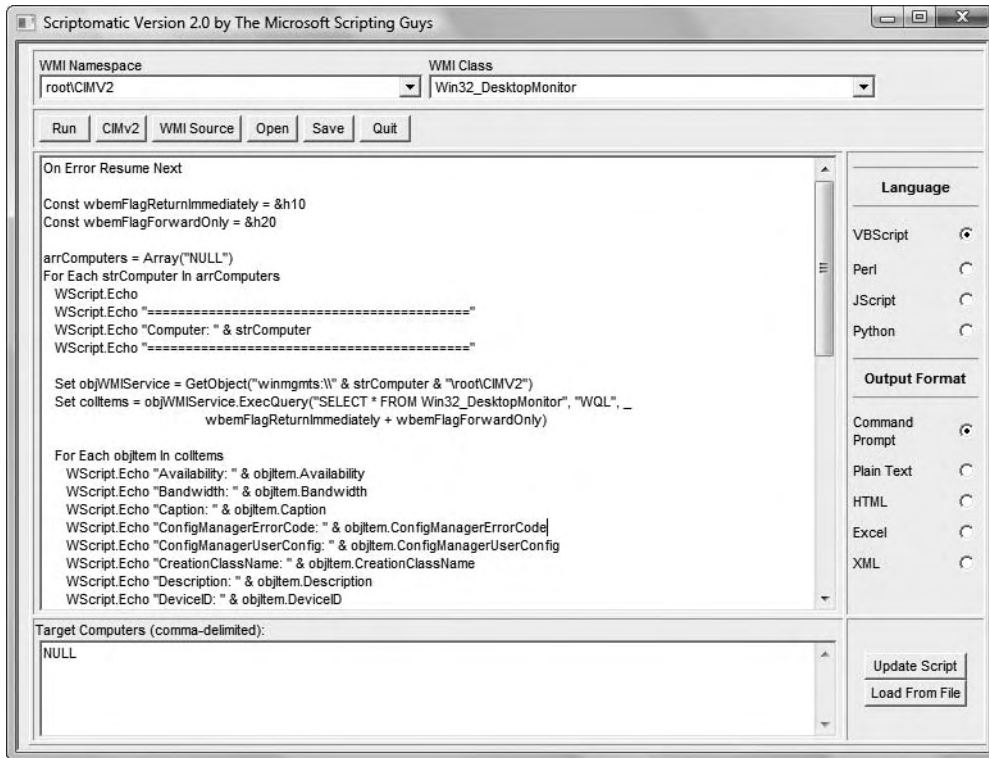 Scriptomatic Version 2.0 by The Microsoft Scripting Guys
WMI Namespace
WMI Class
root\CIMV2
Win32_DesktopMonitor
Run
CIMv2
WMI Source
Open
Save
Quit
On Error Resume Next
Const wbemFlagReturnImmediately = &h10
Const wbemFlagForwardOnly = &h20
arrComputers = Array("NULL")
For Each strComputer In arrComputers
WScript.Echo
WScript.Echo "=========================================="
WScript.Echo "Computer: " & strComputer
WScript.Echo "=========================================="
Set objWMIService = GetObject("winmgmts:\\" & strComputer & "\root\CIMV2")
Set colItems = objWMIService.ExecQuery("SELECT * FROM Win32_DesktopMonitor", "WQL", _
wbemFlagReturnImmediately + wbemFlagForwardOnly)
For Each objItem In colItems
WScript.Echo "Availability: " & objItem.Availability
WScript.Echo "Bandwidth: " & objItem.Bandwidth
WScript.Echo "Caption: " & objItem.Caption
WScript.Echo "ConfigManagerErrorCode: " & objItem.ConfigManagerErrorCode
WScript.Echo "ConfigManagerUserConfig: " & objItem.ConfigManagerUserConfig
WScript.Echo "CreationClassName: " & objItem.CreationClassName
WScript.Echo "Description: " & objItem.Description
WScript.Echo "DeviceID: " & objItem.DeviceID
Language
VBScript
Perl
JScript
Python
Output Format
Command
Prompt
Plain Text
HTML
Excel
XML
Target Computers (comma-delimited):
NULL
Update Script
Load From File